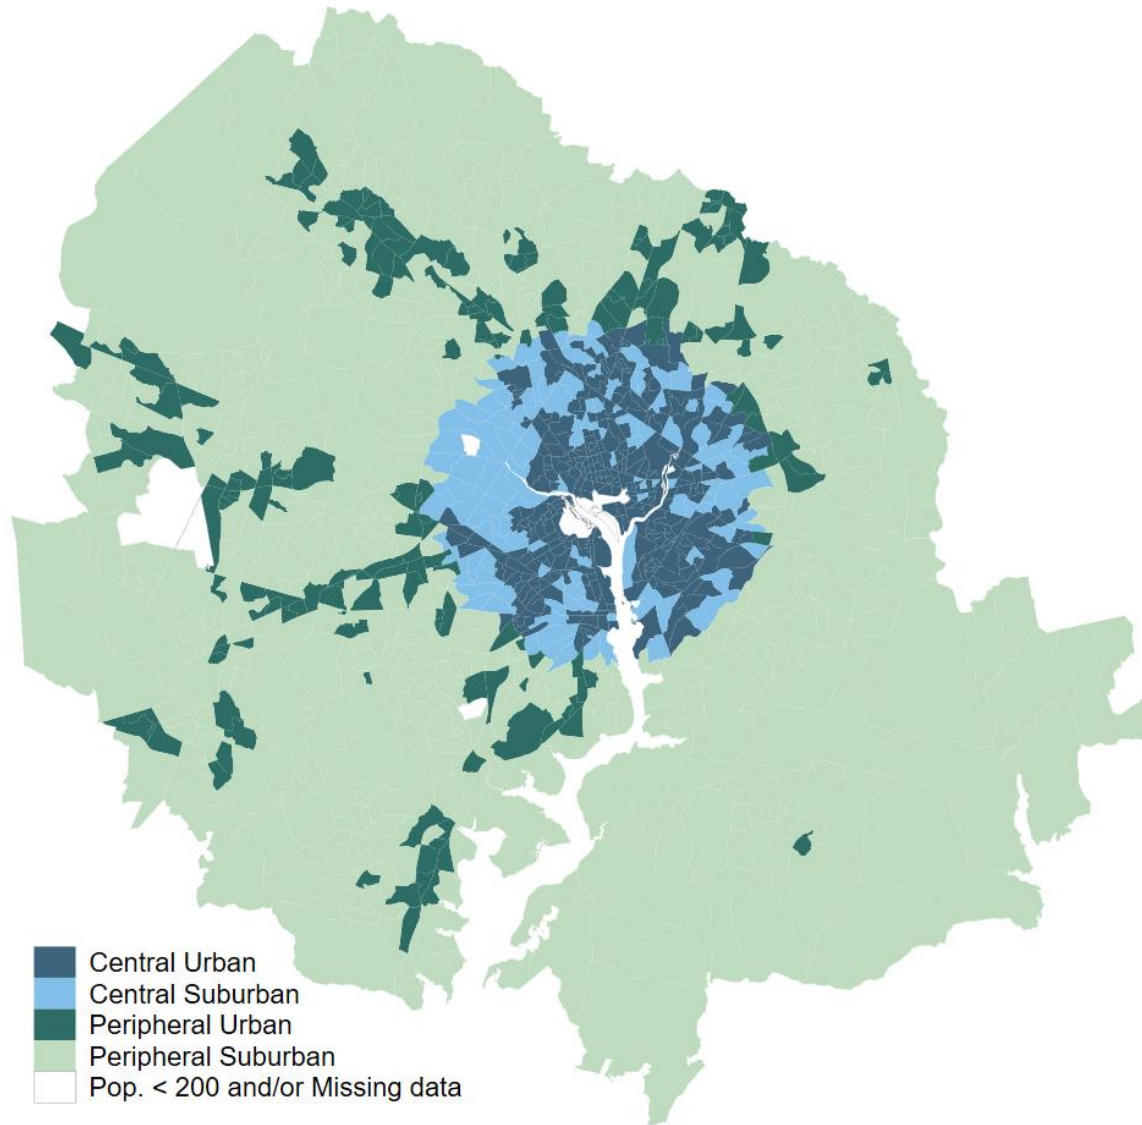 Central Urban
Central Suburban
Peripheral Urban
Peripheral Suburban
Pop. < 200 and/or Missing data